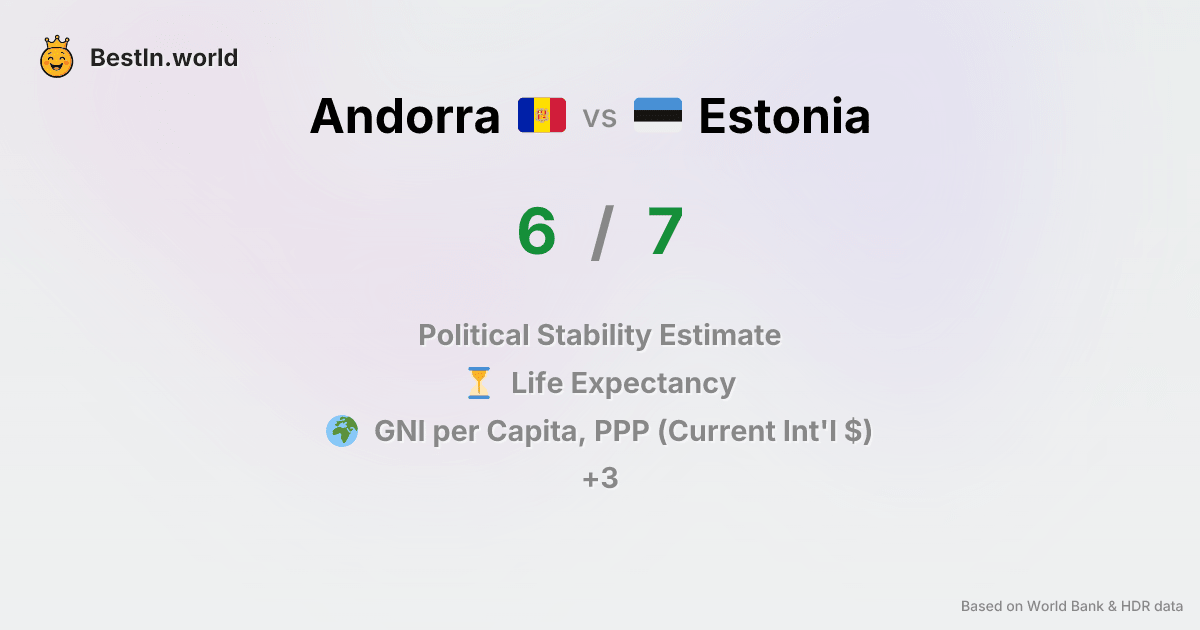 BestIn.world
Andorra vs Estonia
6 / 7
Political Stability Estimate
Life Expectancy
GNI per Capita, PPP (Current Int'l $)
+3
Based on World Bank & HDR data